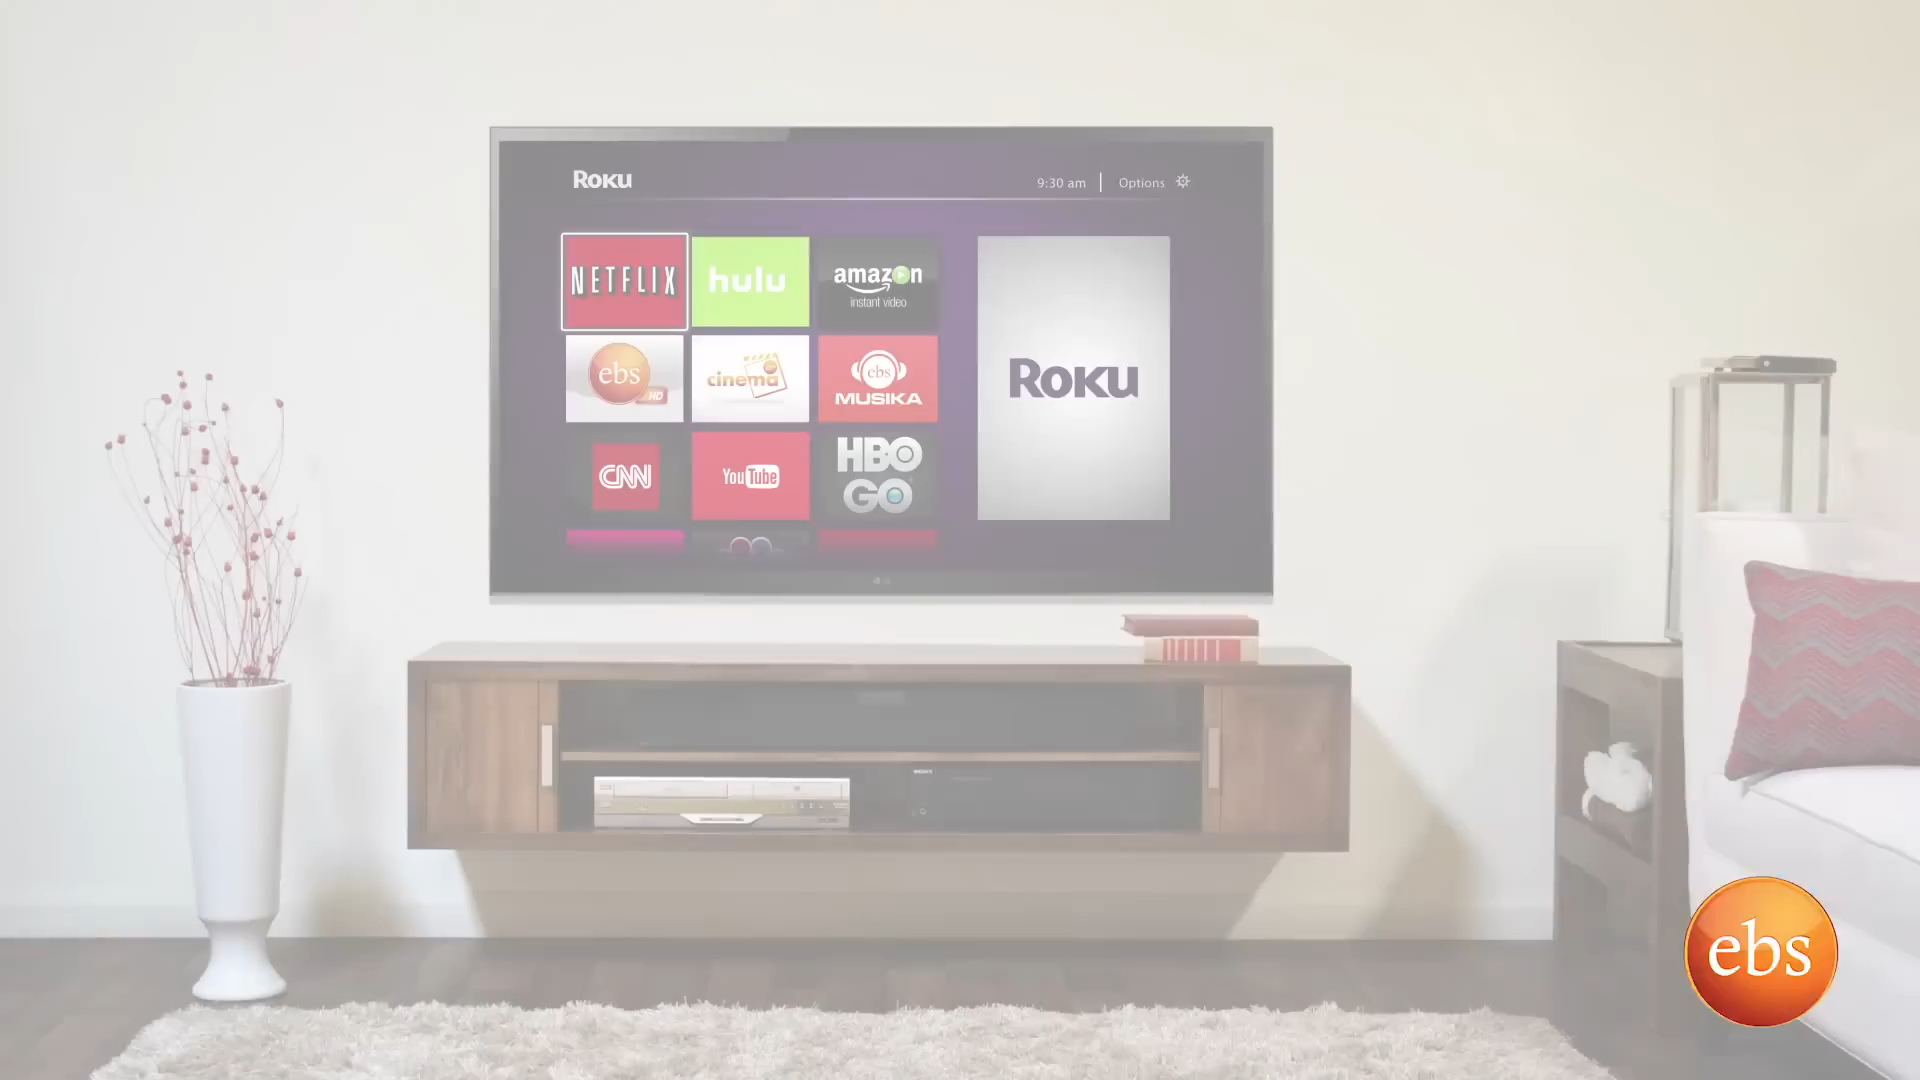 Roku
9:30 am | Options
NETFLIX
hulu
amazon
instant video
ebs
HD
cinema
ebs
MUSIKA
CNN
YouTube
HBO
GO
Roku
ebs